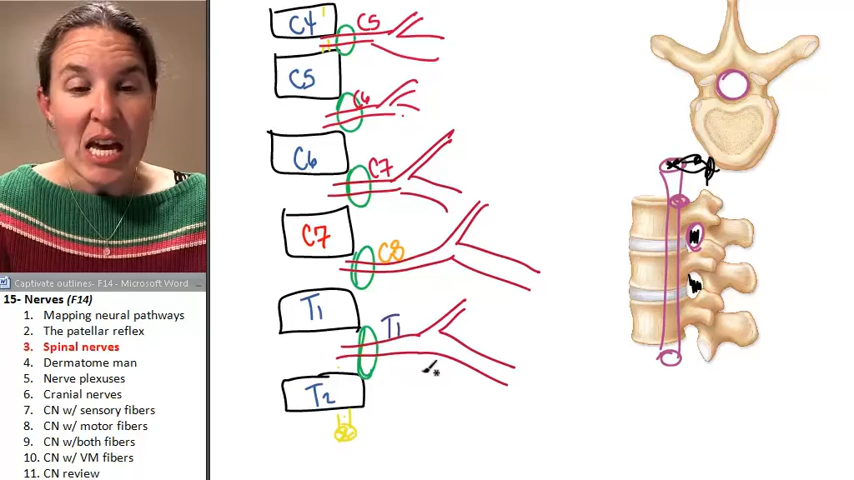 C4
C5
C5
C6
C6
C7
C7
C8
T1
T1
T2
Captivate outlines- F14 - Microsoft Word
15- Nerves (F14)
1. Mapping neural pathways
2. The patellar reflex
3. Spinal nerves
4. Dermatome man
5. Nerve plexuses
6. Cranial nerves
7. CN w/ sensory fibers
8. CN w/ motor fibers
9. CN w/both fibers
10. CN w/ VM fibers
11. CN review